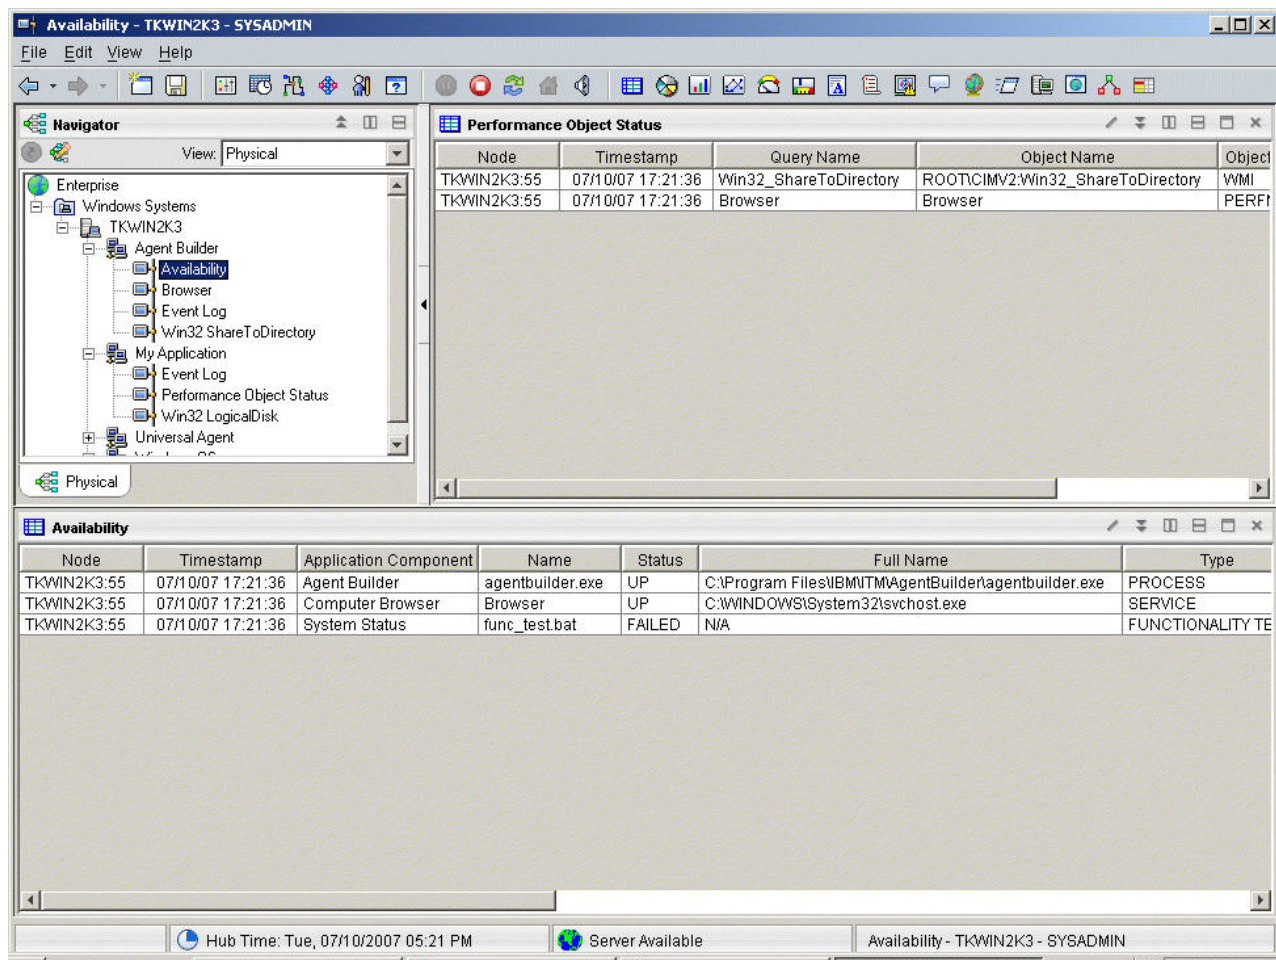 Availability - TKWIN2K3 - SYSADMIN
File Edit View Help
Navigator
View: Physical
Enterprise
Windows Systems
TKWIN2K3
Agent Builder
Availability
Browser
Event Log
Win32 ShareToDirectory
My Application
Event Log
Performance Object Status
Win32 LogicalDisk
Universal Agent
Physical
Performance Object Status
Node Timestamp Query Name Object Name Object
TKWIN2K3:55 07/10/07 17:21:36 Win32_ShareToDirectory ROOT\CIMV2:Win32_ShareToDirectory WMI
TKWIN2K3:55 07/10/07 17:21:36 Browser Browser
Availability
Node Timestamp Application Component Name Status Full Name Type
TKWIN2K3:55 07/10/07 17:21:36 Agent Builder agentbuilder.exe UP C:\Program Files\IBM\ITM\AgentBuilder\agentbuilder.exe PROCESS
TKWIN2K3:55 07/10/07 17:21:36 Computer Browser Browser UP C:\WINDOWS\System32\svchost.exe SERVICE
TKWIN2K3:55 07/10/07 17:21:36 System Status func_test.bat FAILED N/A FUNCTIONALITY TE
Hub Time: Tue, 07/10/2007 05:21 PM
Server Available
Availability - TKWIN2K3 - SYSADMIN